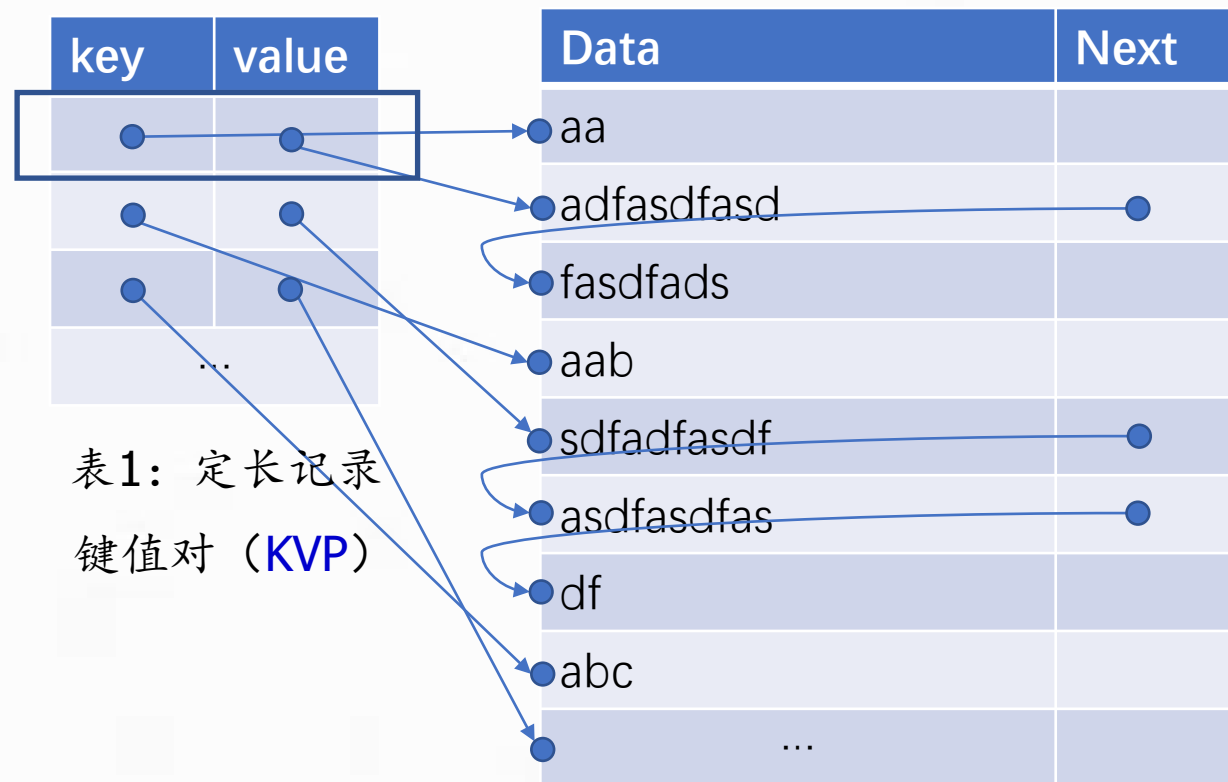 key value
…
表1：定长记录
键值对（KVP）
Data Next
aa
adfasdfasd
fasdfads
aab
sdfadfasdf
asdfasdfas
df
abc
…